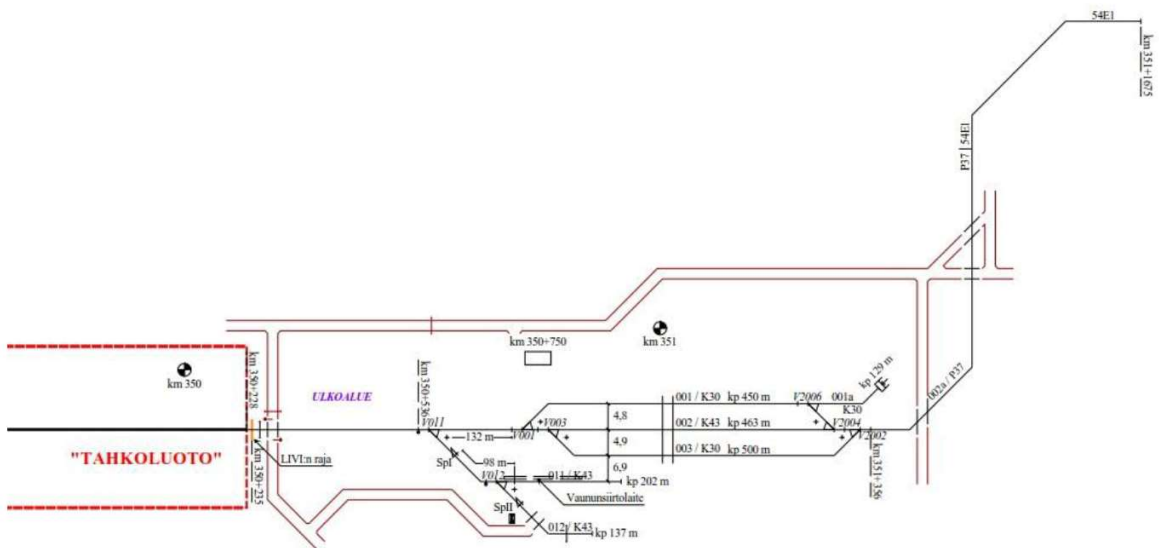 54E1
km 351+1675
P37 | 54E1
km 350+750
km 351
km 350
km 350+228
ULKOALUE
km 350+536
V011
132 m
V001
V003
4,8
4,9
6,9
001 / K30 kp 450 m
002 / K43 kp 463 m
003 / K30 kp 500 m
V2006
001a
K30
kp 129 m
V2004
V2002
002a / P37
km 351+356
"TAHKOLUOTO"
LIVI:n raja
km 350+235
SpI
98 m
V012
011 / K43
kp 202 m
Vaununsiirtolaite
SpII
012 / K43
kp 137 m